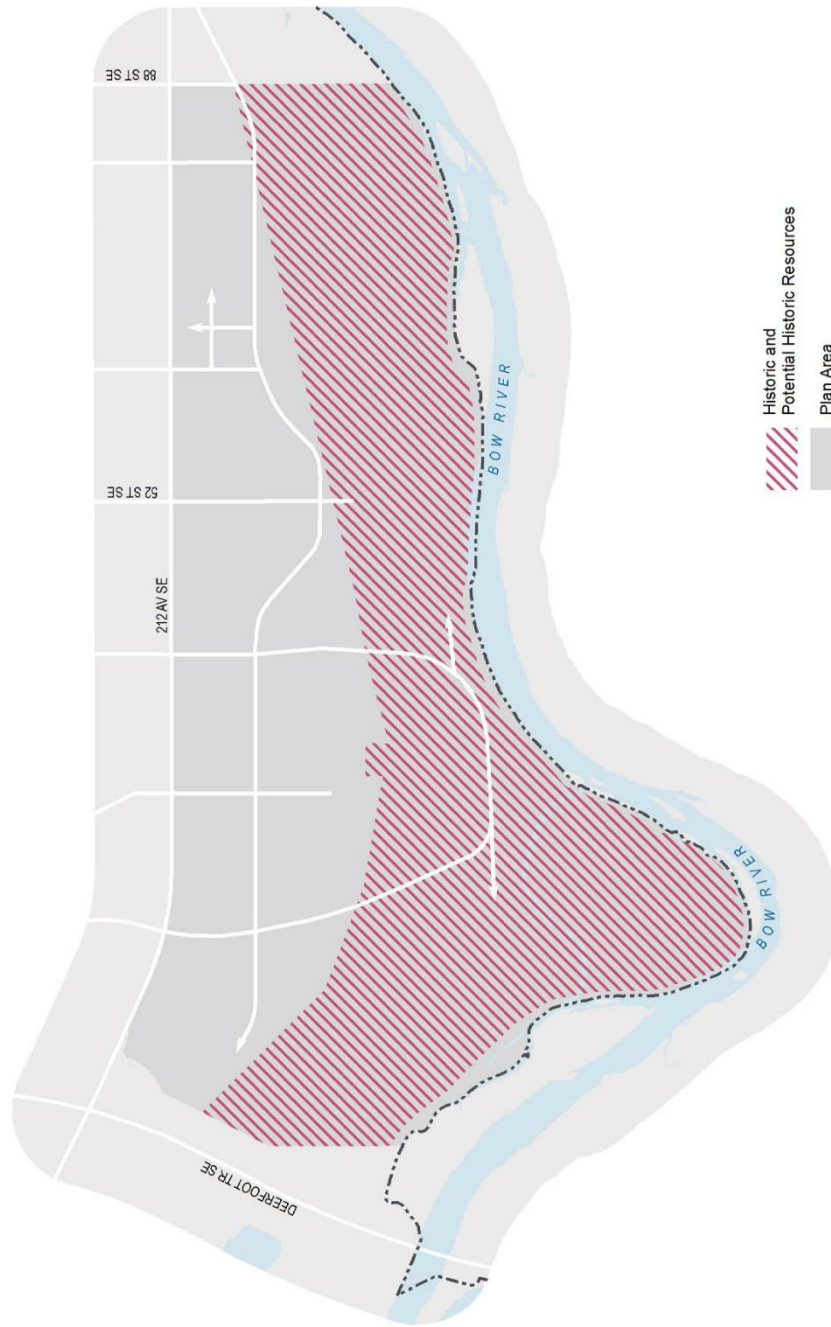 88 ST SE
52 ST SE
212 AV SE
BOW RIVER
BOW RIVER
DEERFOOT TR SE
Historic and
Potential Historic Resources
Plan Area